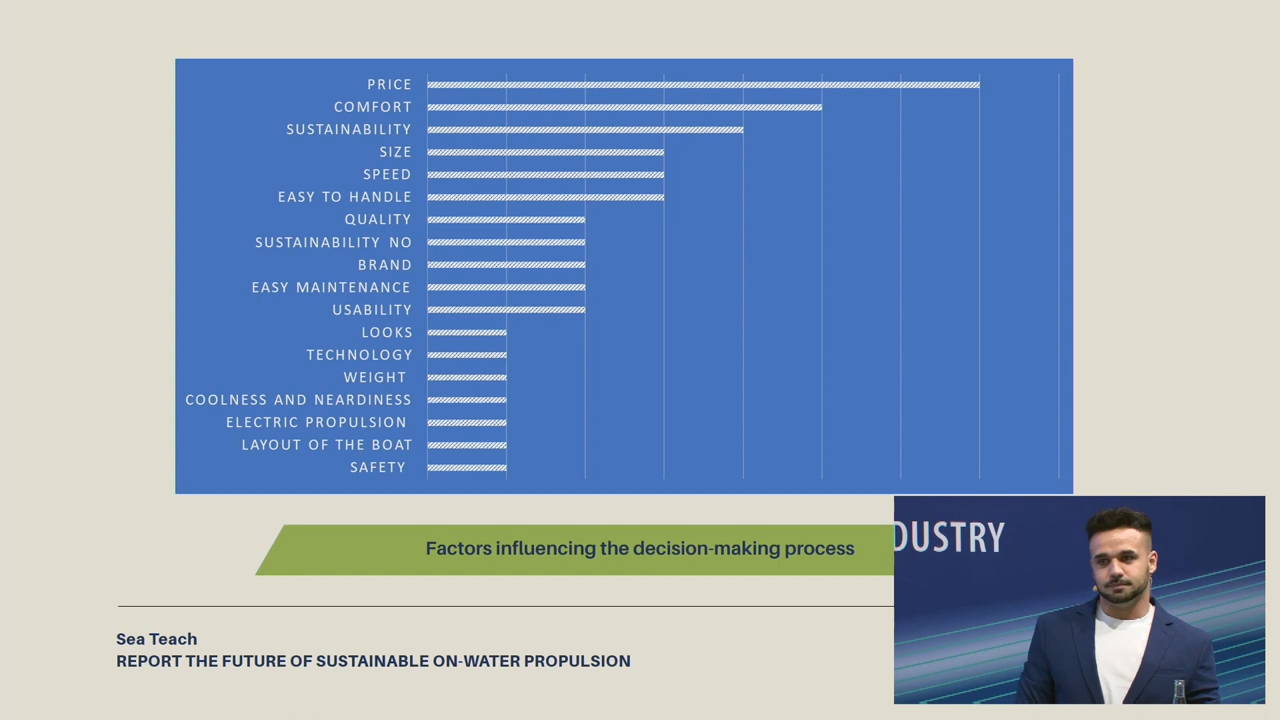 PRICE
COMFORT
SUSTAINABILITY
SIZE
SPEED
EASY TO HANDLE
QUALITY
SUSTAINABILITY NO
BRAND
EASY MAINTENANCE
USABILITY
LOOKS
TECHNOLOGY
WEIGHT
COOLNESS AND NEARDINESS
ELECTRIC PROPULSION
LAYOUT OF THE BOAT
SAFETY
Factors influencing the decision-making process
DUSTRY
Sea Teach
REPORT THE FUTURE OF SUSTAINABLE ON-WATER PROPULSION